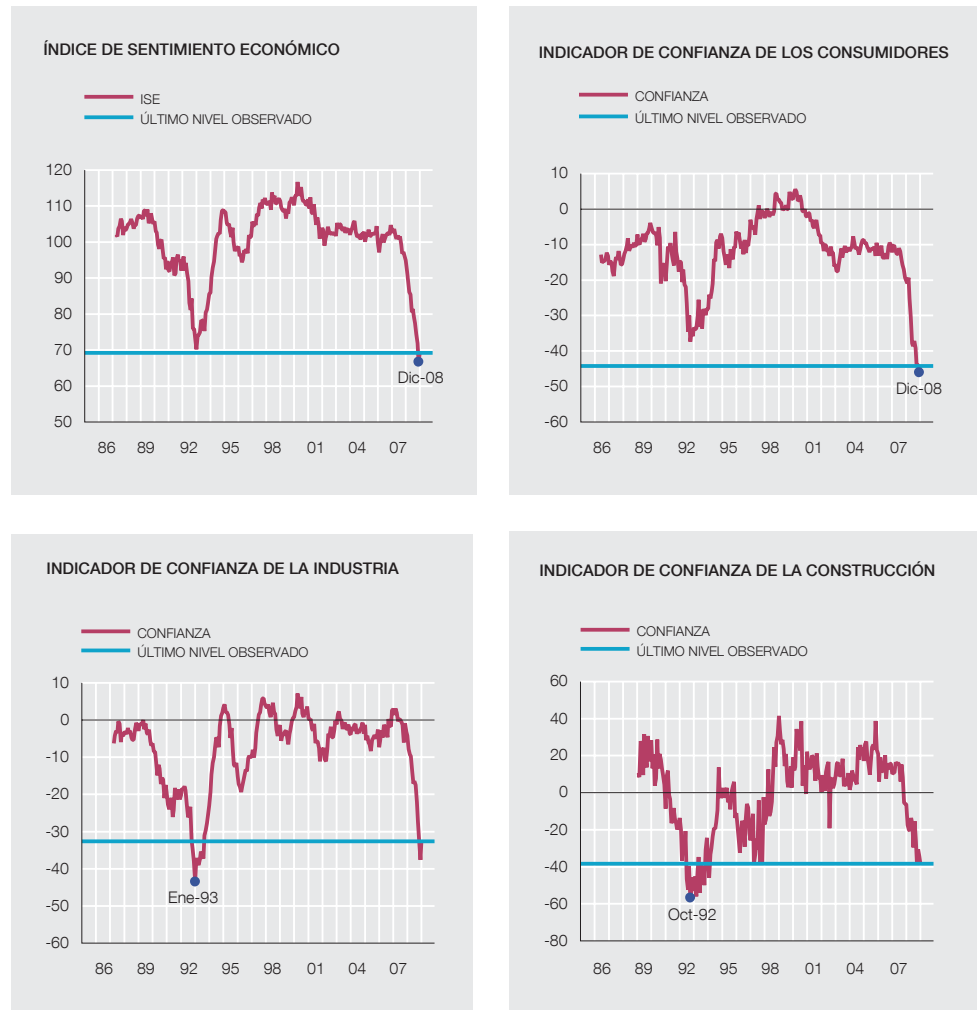 ÍNDICE DE SENTIMIENTO ECONÓMICO
ISE
ÚLTIMO NIVEL OBSERVADO
120
110
100
90
80
70
60
50
Dic-08
86 89 92 95 98 01 04 07
INDICADOR DE CONFIANZA DE LOS CONSUMIDORES
CONFIANZA
ÚLTIMO NIVEL OBSERVADO
10
0
-10
-20
-30
-40
-50
-60
Dic-08
86 89 92 95 98 01 04 07
INDICADOR DE CONFIANZA DE LA INDUSTRIA
CONFIANZA
ÚLTIMO NIVEL OBSERVADO
10
0
-10
-20
-30
-40
-50
-60
Ene-93
86 89 92 95 98 01 04 07
INDICADOR DE CONFIANZA DE LA CONSTRUCCIÓN
CONFIANZA
ÚLTIMO NIVEL OBSERVADO
60
40
20
0
-20
-40
-60
-80
Oct-92
86 89 92 95 98 01 04 07